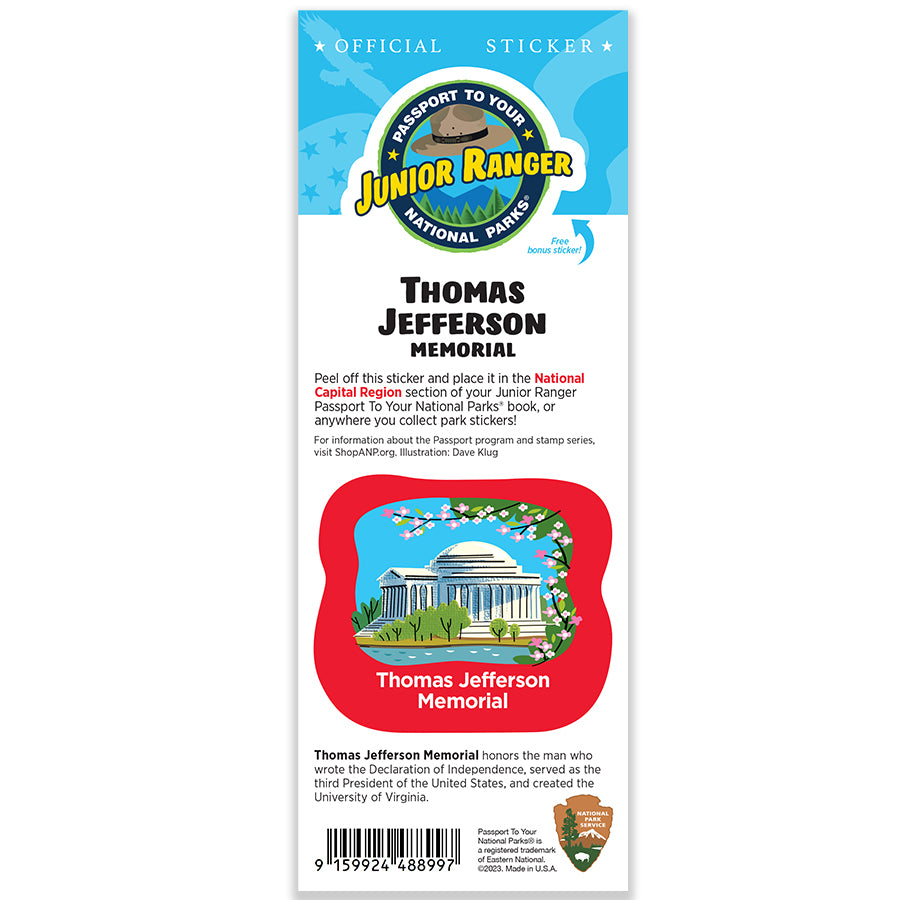 ★ OFFICIAL STICKER ★
PASSPORT TO YOUR
JUNIOR RANGER
NATIONAL PARKS®
Free
bonus sticker!
THOMAS
JEFFERSON
MEMORIAL
Peel off this sticker and place it in the National
Capital Region section of your Junior Ranger
Passport To Your National Parks® book, or
anywhere you collect park stickers!
For information about the Passport program and stamp series,
visit ShopANP.org. Illustration: Dave Klug
Thomas Jefferson
Memorial
Thomas Jefferson Memorial honors the man who
wrote the Declaration of Independence, served as the
third President of the United States, and created the
University of Virginia.
9 159924 488997
Passport To Your
National Parks® is
a registered trademark
of Eastern National.
©2023. Made in U.S.A.
NATIONAL
PARK
SERVICE